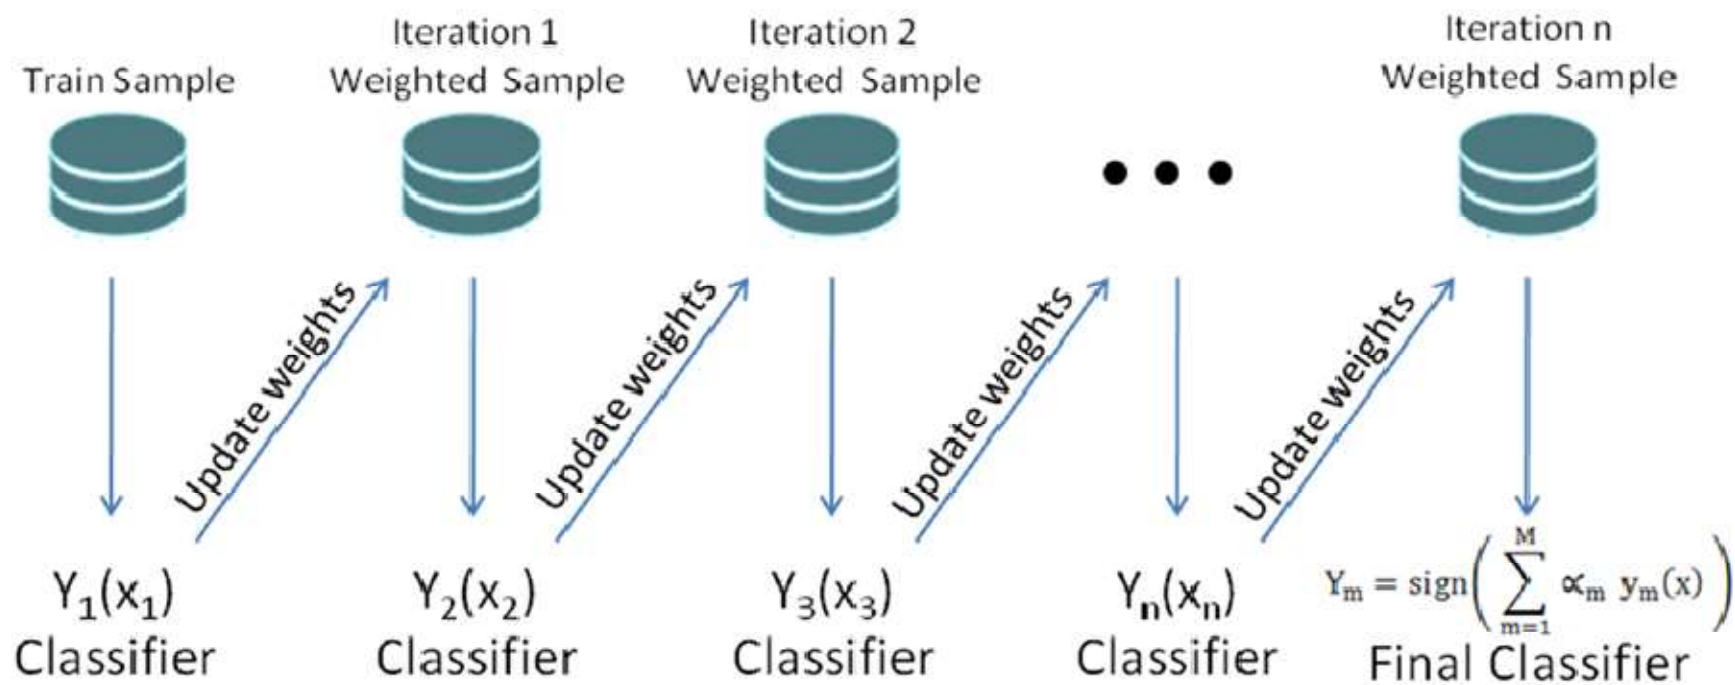 Train Sample
Iteration 1
Weighted Sample
Iteration 2
Weighted Sample
Iteration n
Weighted Sample
Update weights
Update weights
Update weights
Update weights
Y₁(x₁)
Classifier
Y₂(x₂)
Classifier
Y₃(x₃)
Classifier
Yₙ(xₙ)
Classifier
Yₘ = sign( ∑_{m=1}^{M} ∝ₘ yₘ(x) )
Final Classifier